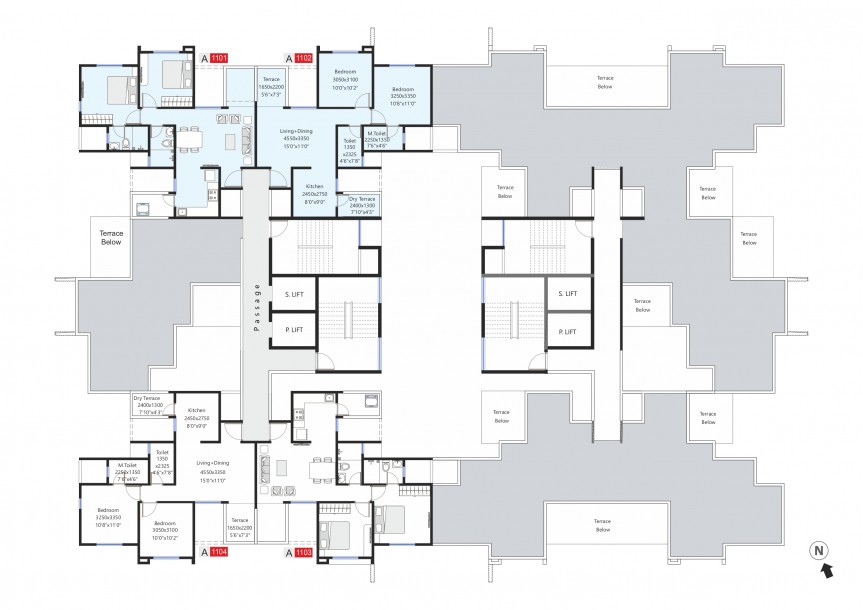 A 1101
A 1102
Terrace
1650x2200
5'6"x7'3"
Bedroom
3050x3100
10'0"x10'2"
Bedroom
3250x3350
10'8"x11'0"
Living+Dining
4550x3350
15'0"x11'0"
Toilet
1350
x2325
4'6"x7'8"
M.Toilet
2250x1350
7'6"x4'6"
Kitchen
2450x2750
8'0"x9'0"
Dry Terrace
2400x1300
7'10"x4'3"
Terrace
Below
Terrace
Below
Terrace
Below
Terrace
Below
Terrace
Below
Terrace
Below
Passage
S. LIFT
P. LIFT
S. LIFT
P. LIFT
Dry Terrace
2400x1300
7'10"x4'3"
Kitchen
2450x2750
8'0"x9'0"
Terrace
Below
Terrace
Below
M.Toilet
2250x1350
7'6"x4'6"
Toilet
1350
x2325
4'6"x7'8"
Living+Dining
4550x3350
15'0"x11'0"
Bedroom
3250x3350
10'8"x11'0"
Bedroom
3050x3100
10'0"x10'2"
Terrace
1650x2200
5'6"x7'3"
Terrace
Below
A 1104
A 1103
N